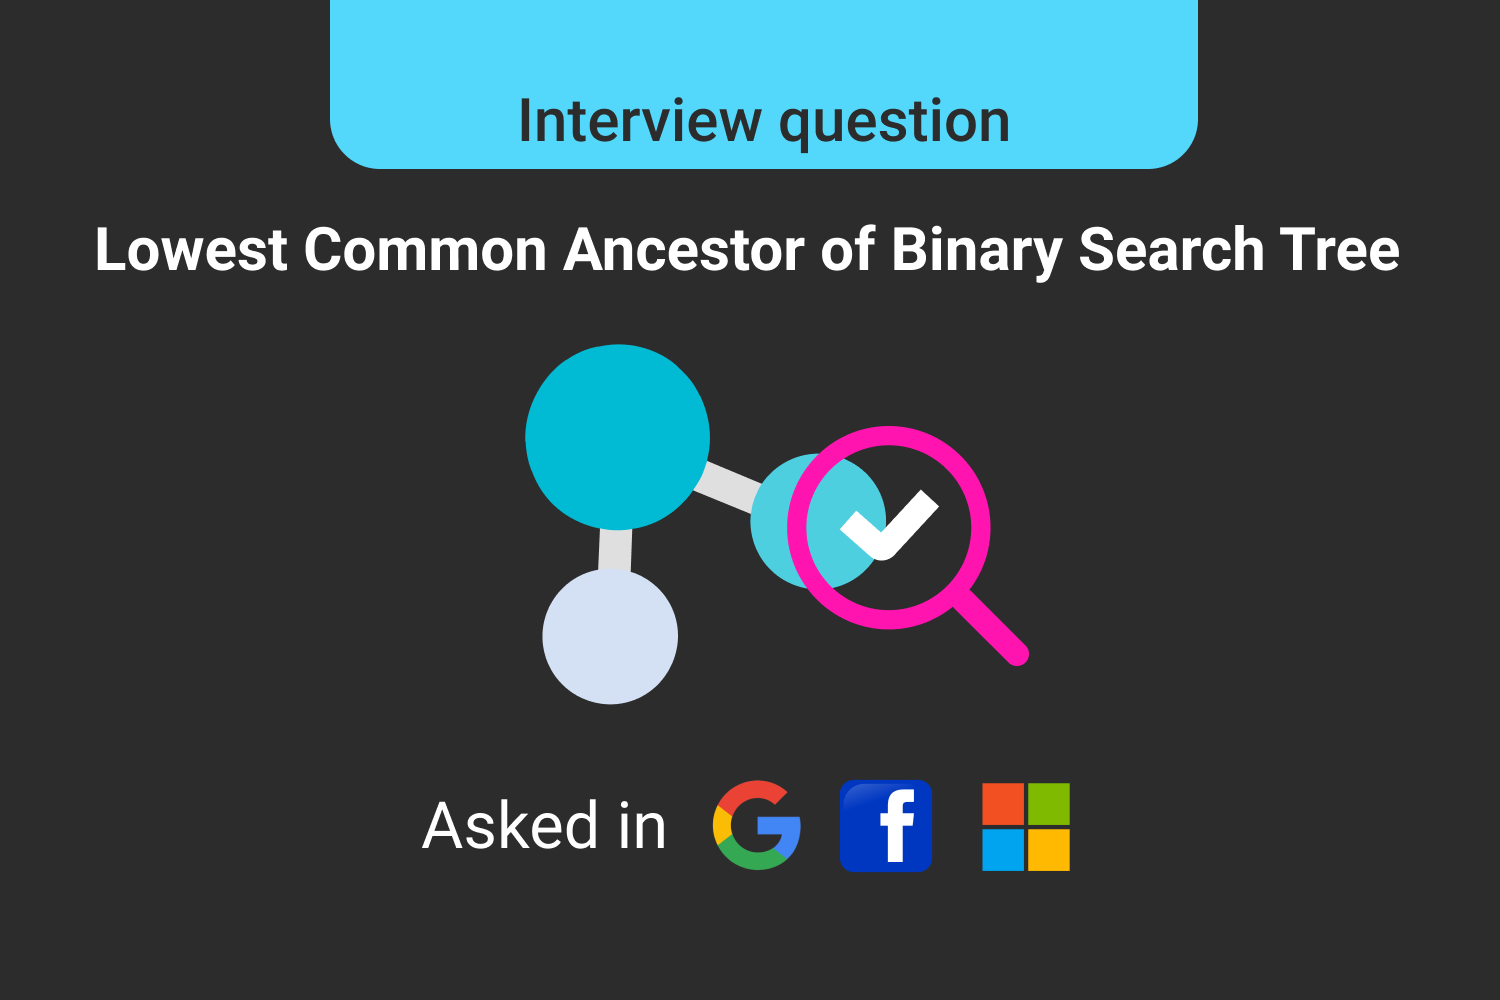 Interview question
Lowest Common Ancestor of Binary Search Tree
Asked in